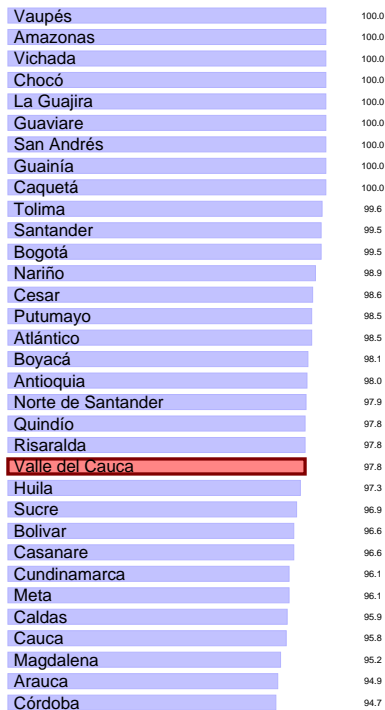 Vaupés 100.0
Amazonas 100.0
Vichada 100.0
Chocó 100.0
La Guajira 100.0
Guaviare 100.0
San Andrés 100.0
Guainía 100.0
Caquetá 100.0
Tolima 99.6
Santander 99.5
Bogotá 99.5
Nariño 98.9
Cesar 98.6
Putumayo 98.5
Atlántico 98.5
Boyacá 98.1
Antioquia 98.0
Norte de Santander 97.9
Quindío 97.8
Risaralda 97.8
Valle del Cauca 97.8
Huila 97.3
Sucre 96.9
Bolivar 96.6
Casanare 96.6
Cundinamarca 96.1
Meta 96.1
Caldas 95.9
Cauca 95.8
Magdalena 95.2
Arauca 94.9
Córdoba 94.7